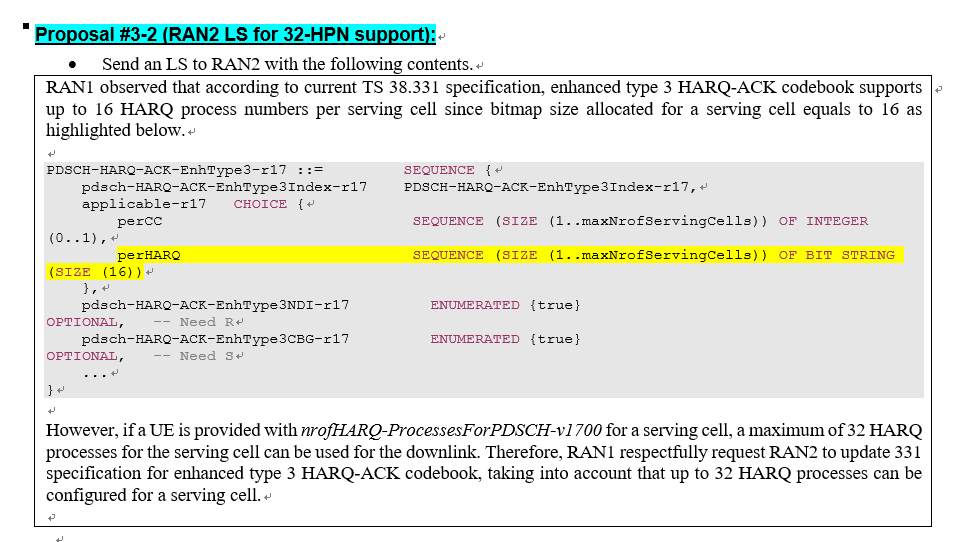 Proposal #3-2 (RAN2 LS for 32-HPN support):
• Send an LS to RAN2 with the following contents.
RAN1 observed that according to current TS 38.331 specification, enhanced type 3 HARQ-ACK codebook supports
up to 16 HARQ process numbers per serving cell since bitmap size allocated for a serving cell equals to 16 as
highlighted below.
PDSCH-HARQ-ACK-EnhType3-r17 ::= SEQUENCE {
pdsch-HARQ-ACK-EnhType3Index-r17 PDSCH-HARQ-ACK-EnhType3Index-r17,
applicable-r17 CHOICE {
perCC SEQUENCE (SIZE (1..maxNrofServingCells)) OF INTEGER
(0..1),
perHARQ SEQUENCE (SIZE (1..maxNrofServingCells)) OF BIT STRING
(SIZE (16))
},
pdsch-HARQ-ACK-EnhType3NDI-r17 ENUMERATED {true}
OPTIONAL, -- Need R
pdsch-HARQ-ACK-EnhType3CBG-r17 ENUMERATED {true}
OPTIONAL, -- Need S
...
}
However, if a UE is provided with nrofHARQ-ProcessesForPDSCH-v1700 for a serving cell, a maximum of 32 HARQ
processes for the serving cell can be used for the downlink. Therefore, RAN1 respectfully request RAN2 to update 331
specification for enhanced type 3 HARQ-ACK codebook, taking into account that up to 32 HARQ processes can be
configured for a serving cell.